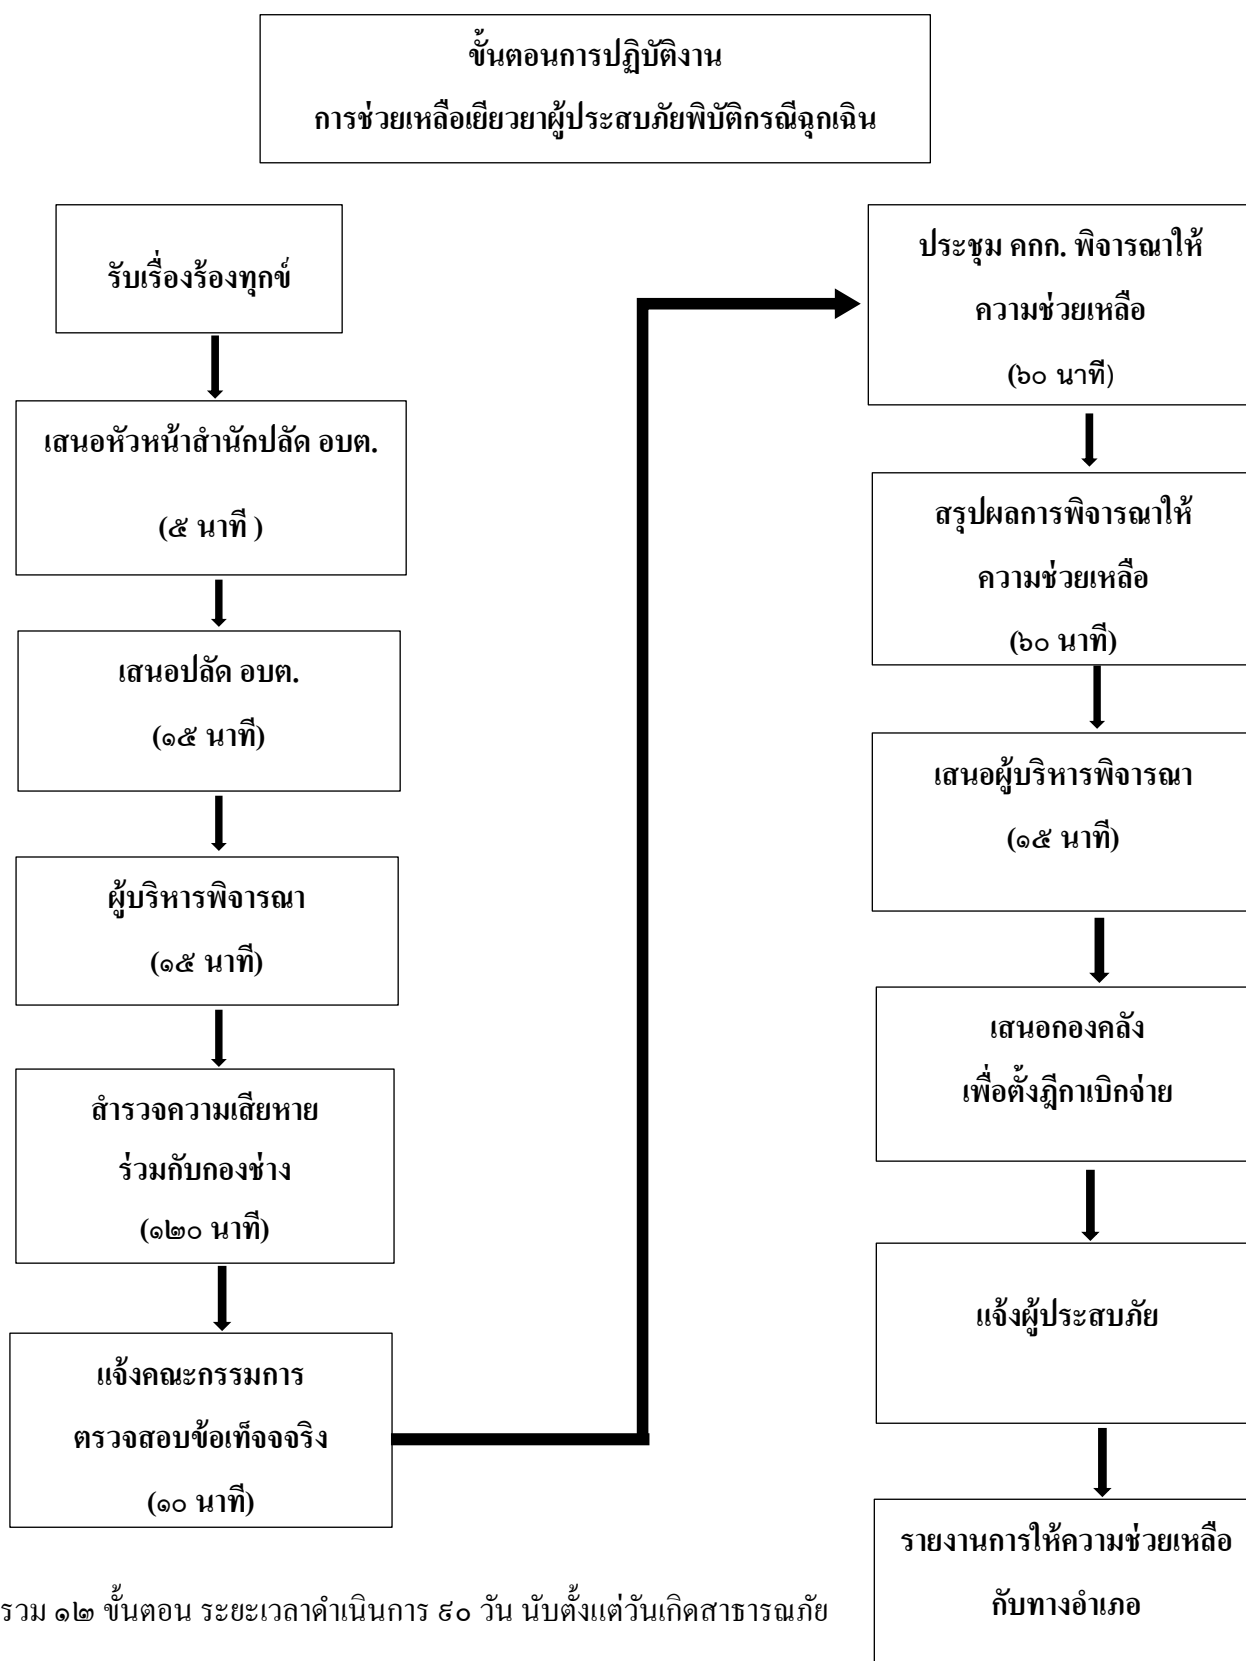 ขั้นตอนการปฏิบัติงาน
การช่วยเหลือเยียวยาผู้ประสบภัยพิบัติกรณีฉุกเฉิน
รับเรื่องร้องทุกข์
เสนอหัวหน้าสำนักปลัด อบต.
(๕ นาที )
เสนอปลัด อบต.
(๑๕ นาที)
ผู้บริหารพิจารณา
(๑๕ นาที)
สำรวจความเสียหาย
ร่วมกับกองช่าง
(๑๒๐ นาที)
แจ้งคณะกรรมการ
ตรวจสอบข้อเท็จจจริง
(๑๐ นาที)
ประชุม คกก. พิจารณาให้
ความช่วยเหลือ
(๖๐ นาที)
สรุปผลการพิจารณาให้
ความช่วยเหลือ
(๖๐ นาที)
เสนอผู้บริหารพิจารณา
(๑๕ นาที)
เสนอกองคลัง
เพื่อตั้งฎีกาเบิกจ่าย
แจ้งผู้ประสบภัย
รายงานการให้ความช่วยเหลือ
กับทางอำเภอ
รวม ๑๒ ขั้นตอน ระยะเวลาดำเนินการ ๙๐ วัน นับตั้งแต่วันเกิดสาธารณภัย